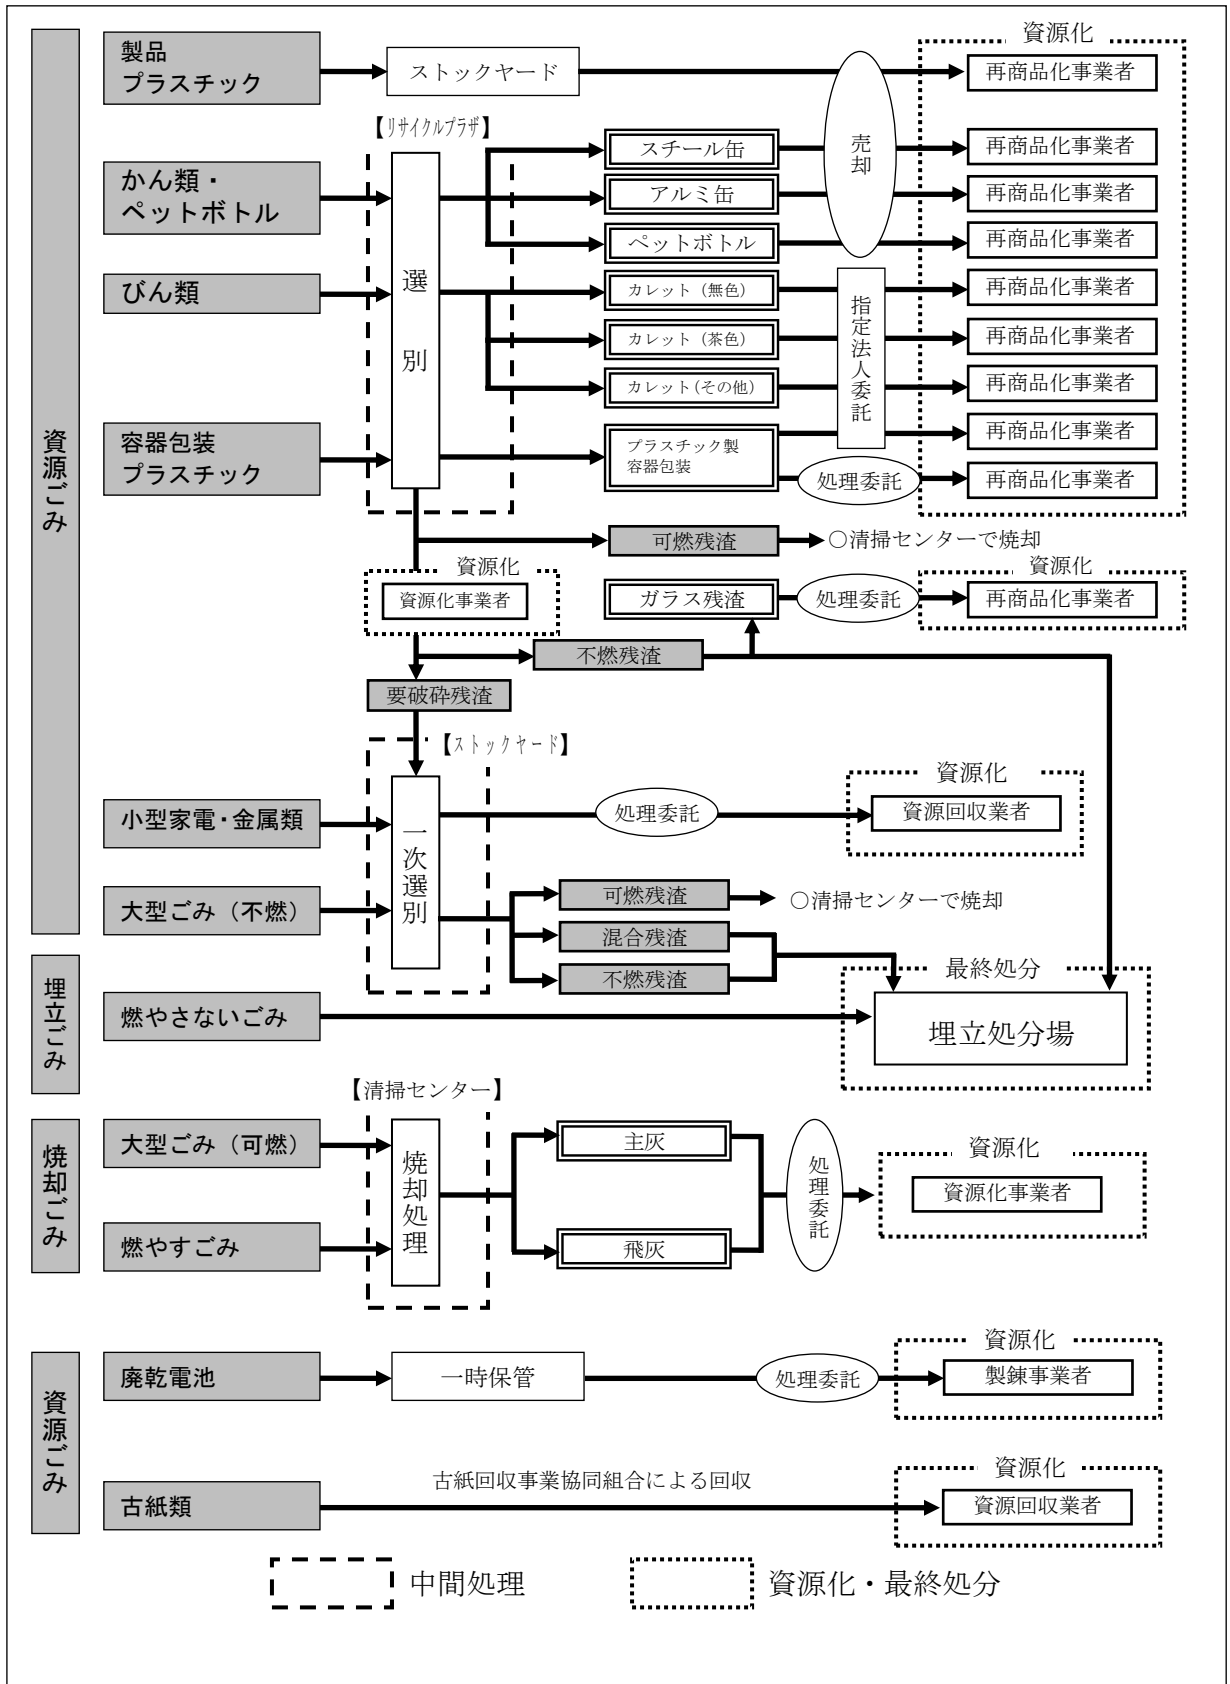 資源ごみ
製品
プラスチック
ストックヤード
売却
資源化
再商品化事業者
【リサイクルプラザ】
かん類・
ペットボトル
選別
スチール缶
再商品化事業者
アルミ缶
再商品化事業者
ペットボトル
再商品化事業者
びん類
カレット（無色）
指定法人委託
再商品化事業者
カレット（茶色）
再商品化事業者
カレット（その他）
再商品化事業者
容器包装
プラスチック
プラスチック製
容器包装
再商品化事業者
処理委託
再商品化事業者
可燃残渣
○清掃センターで焼却
資源化
資源化事業者
ガラス残渣
処理委託
資源化
再商品化事業者
不燃残渣
要破砕残渣
【ストックヤード】
小型家電・金属類
一次選別
処理委託
資源化
資源回収業者
大型ごみ（不燃）
可燃残渣
○清掃センターで焼却
混合残渣
不燃残渣
埋立ごみ
燃やさないごみ
最終処分
埋立処分場
【清掃センター】
焼却ごみ
大型ごみ（可燃）
焼却処理
主灰
処理委託
資源化
資源化事業者
燃やすごみ
飛灰
資源ごみ
廃乾電池
一時保管
処理委託
資源化
製錬事業者
古紙類
古紙回収事業協同組合による回収
資源化
資源回収業者
中間処理
資源化・最終処分